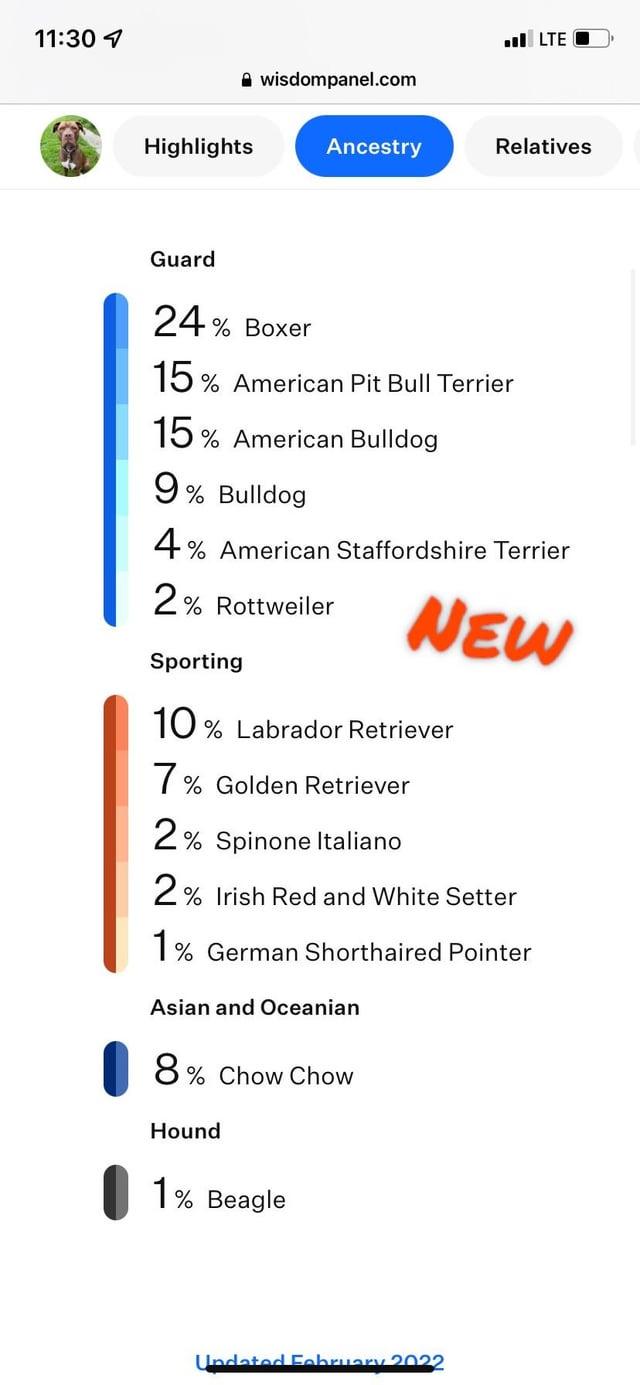 11:30
LTE
wisdompanel.com
Highlights
Ancestry
Relatives
Guard
24% Boxer
15% American Pit Bull Terrier
15% American Bulldog
9% Bulldog
4% American Staffordshire Terrier
2% Rottweiler
NEW
Sporting
10% Labrador Retriever
7% Golden Retriever
2% Spinone Italiano
2% Irish Red and White Setter
1% German Shorthaired Pointer
Asian and Oceanian
8% Chow Chow
Hound
1% Beagle
Updated February 2022